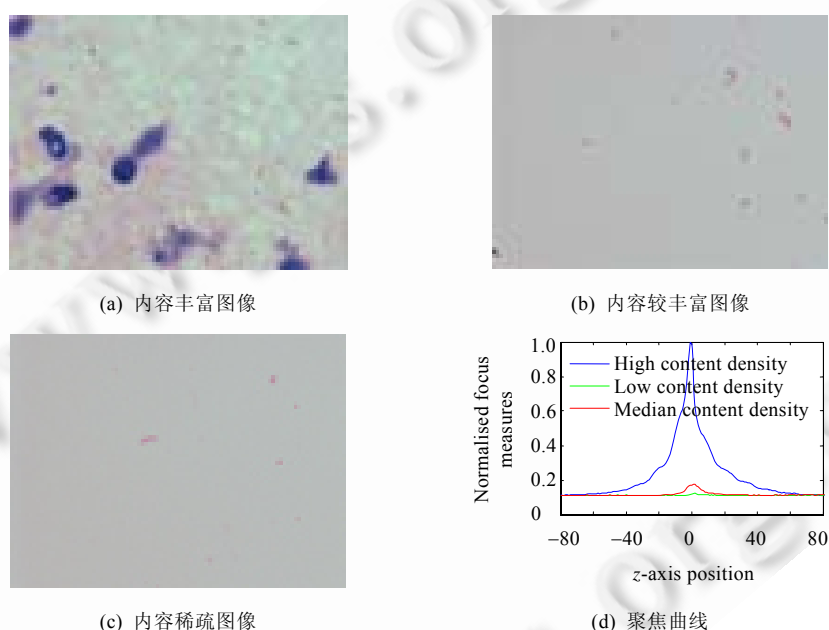 (a) 内容丰富图像
(b) 内容较丰富图像
(c) 内容稀疏图像
Normalised focus
measures
1.0
0.8
0.6
0.4
0.2
0
High content density
Low content density
Median content density
−80 −40 0 40 80
z-axis position
(d) 聚焦曲线